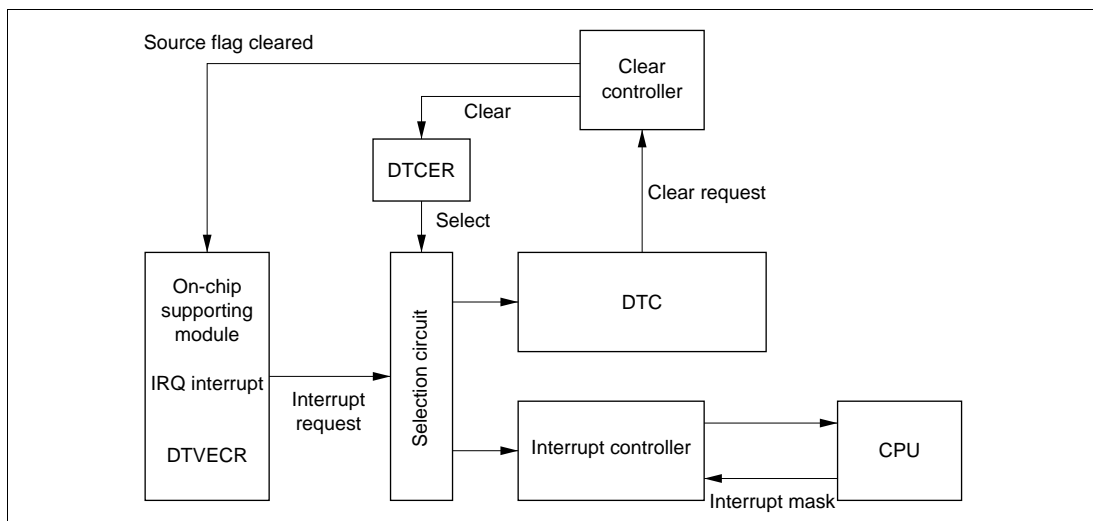 Source flag cleared
Clear
controller
Clear
DTCER
Clear request
Select
On-chip
supporting
module
IRQ interrupt
DTVECR
Interrupt
request
Selection circuit
DTC
Interrupt controller
CPU
Interrupt mask